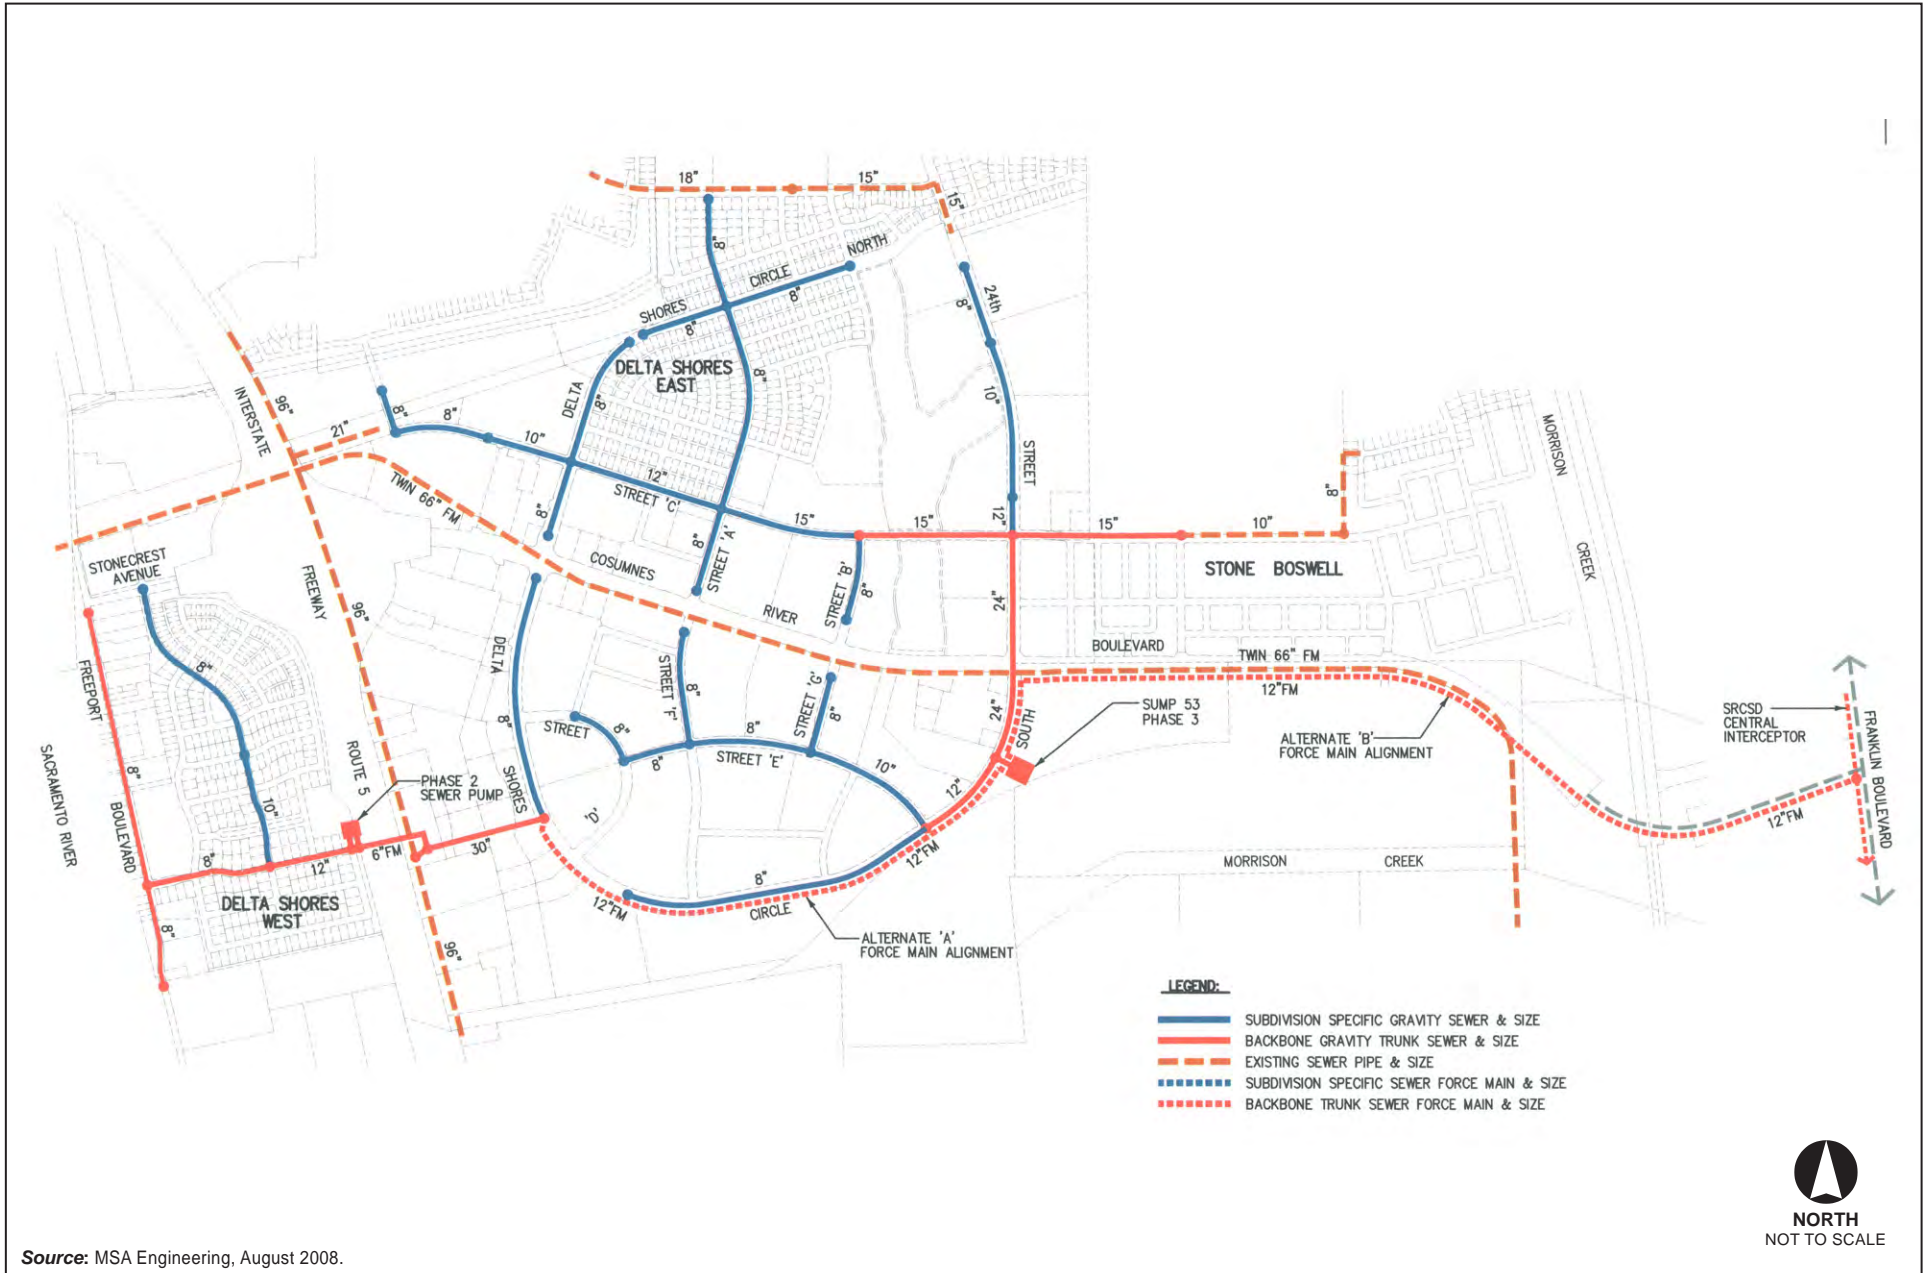 18"
15"
15"
8"
NORTH
CIRCLE
8"
SHORES
8"
24th
8"
DELTA SHORES
EAST
8"
10"
DELTA
8"
96"
INTERSTATE
21"
8"
8"
10"
12"
STREET 'C'
STREET
MORRISON
CREEK
8"
TWIN 66" FM
8"
15"
15"
12"
15"
10"
STONE BOSWELL
8"
STREET 'A'
COSUMNES
RIVER
BOULEVARD
STREET 'B'
8"
24"
STONECREST
AVENUE
FREEWAY
96"
8"
FREEPORT
BOULEVARD
8"
10"
SACRAMENTO RIVER
ROUTE 5
PHASE 2
SEWER PUMP
DELTA
SHORES
8"
STREET
'D'
8"
STREET 'F'
8"
8"
8"
STREET 'E'
STREET 'G'
8"
10"
24"
SOUTH
TWIN 66" FM
12"FM
SUMP 53
PHASE 3
ALTERNATE 'B'
FORCE MAIN ALIGNMENT
SRCSD
CENTRAL
INTERCEPTOR
FRANKLIN BOULEVARD
12"FM
12"
12"FM
MORRISON
CREEK
8"
12"
6"FM
30"
DELTA SHORES
WEST
8"
96"
12"FM
8"
CIRCLE
ALTERNATE 'A'
FORCE MAIN ALIGNMENT
LEGEND:
SUBDIVISION SPECIFIC GRAVITY SEWER & SIZE
BACKBONE GRAVITY TRUNK SEWER & SIZE
EXISTING SEWER PIPE & SIZE
SUBDIVISION SPECIFIC SEWER FORCE MAIN & SIZE
BACKBONE TRUNK SEWER FORCE MAIN & SIZE
NORTH
NOT TO SCALE
Source: MSA Engineering, August 2008.